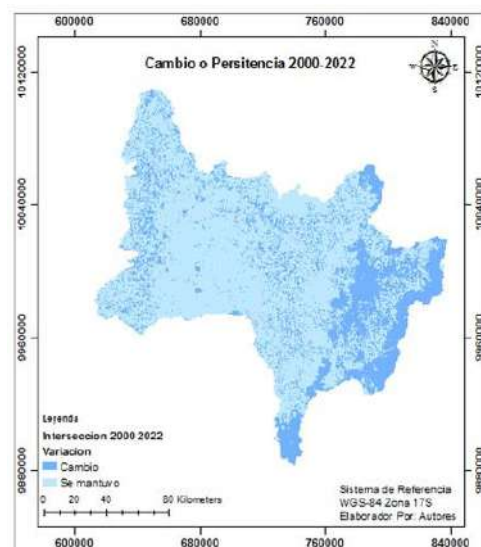 600000 680000 760000 840000
Cambio o Persitencia 2000-2022
N
S
10120000 10120000
10040000 10040000
9960000 9960000
9880000 9880000
Leyenda
Interseccion 2000 2022
Variacion
Cambio
Se mantuvo
0 20 40 80 Kilometers
Sistema de Referencia
WGS-84 Zona 17S
Elaborador Por: Autores
600000 680000 760000 840000